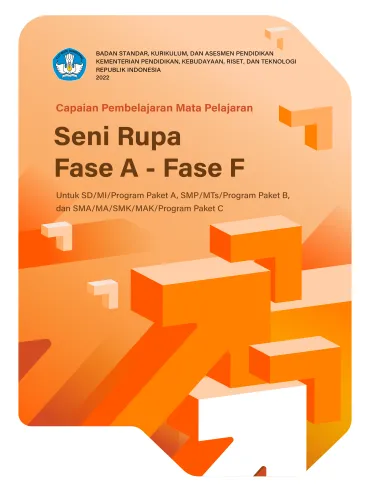 BADAN STANDAR, KURIKULUM, DAN ASESMEN PENDIDIKAN
KEMENTERIAN PENDIDIKAN, KEBUDAYAAN, RISET, DAN TEKNOLOGI
REPUBLIK INDONESIA
2022
Capaian Pembelajaran Mata Pelajaran
Seni Rupa
Fase A - Fase F
Untuk SD/MI/Program Paket A, SMP/MTs/Program Paket B,
dan SMA/MA/SMK/MAK/Program Paket C